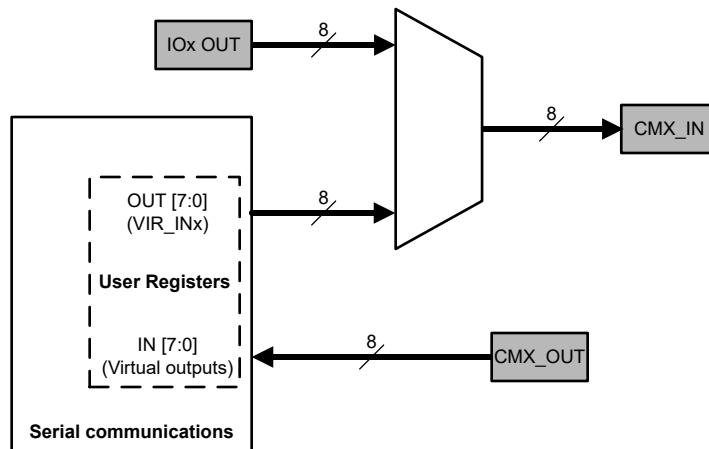 IOx OUT
8
8
CMX_IN
OUT [7:0]
(VIR_INx)
8
User Registers
IN [7:0]
(Virtual outputs)
8
CMX_OUT
Serial communications